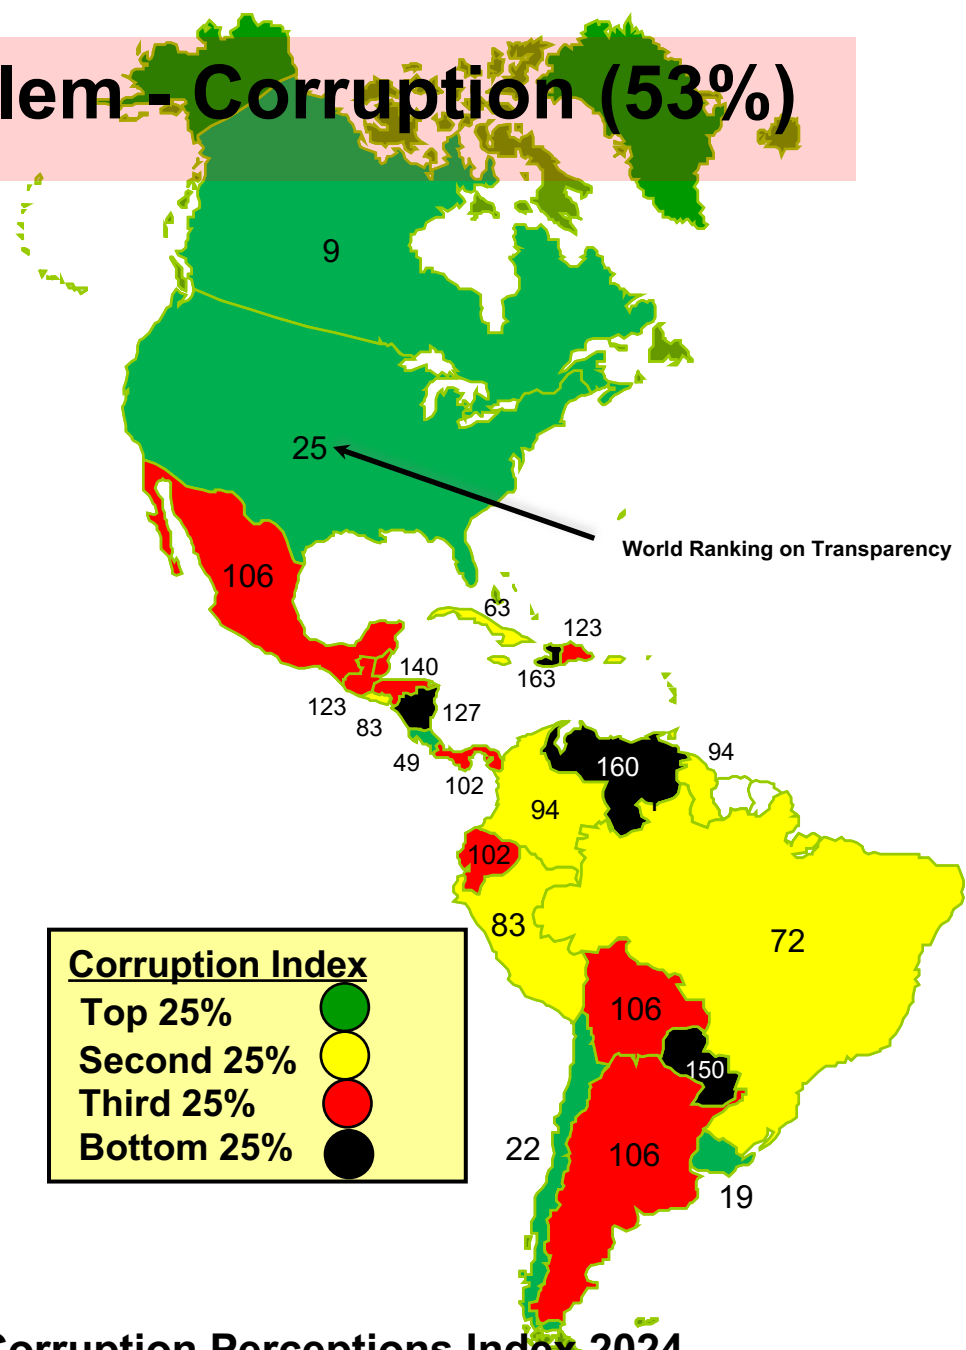 lem - Corruption (53%)
9
25
World Ranking on Transparency
106
63
123
140
163
123
127
83
49
94
102
160
94
102
83
72
Corruption Index
Top 25%
106
Second 25%
150
Third 25%
Bottom 25%
22
106
19
Corruption Perceptions Index 2024